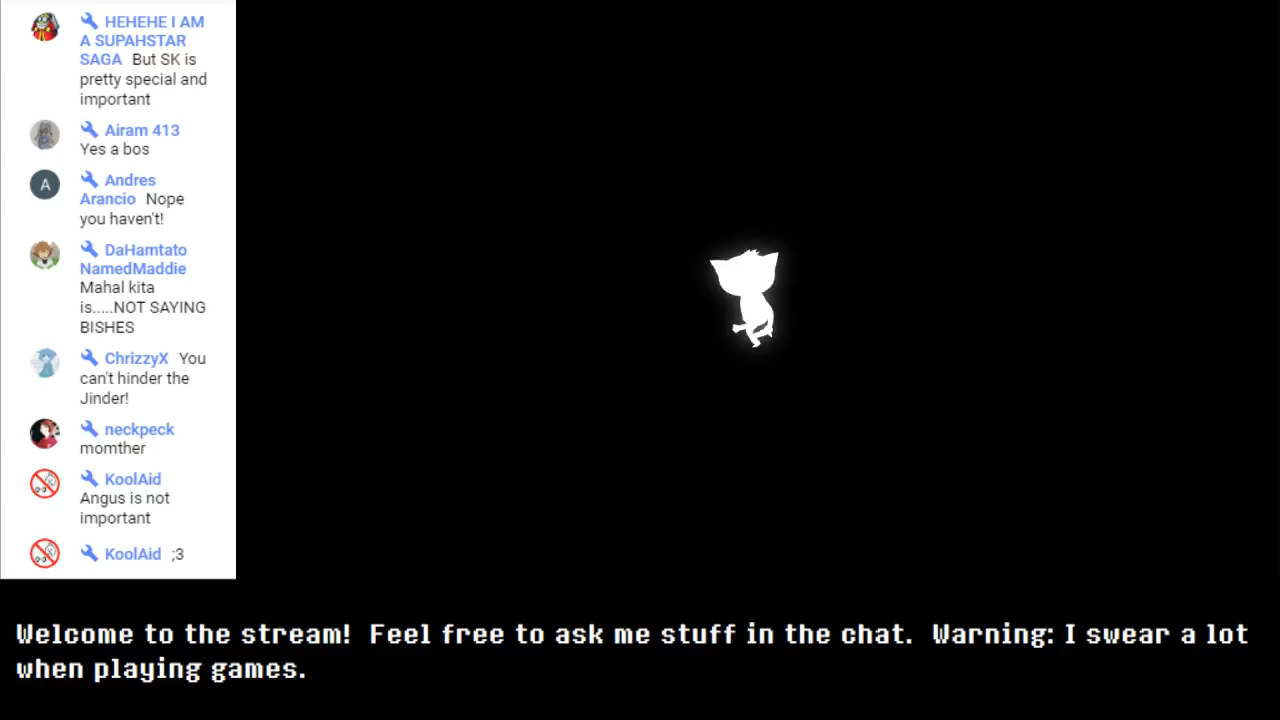 HEHEHE I AM
A SUPAHSTAR
SAGA But SK is
pretty special and
important
Airam 413
Yes a bos
A
Andres
Arancio Nope
you haven't!
DaHamtato
NamedMaddie
Mahal kita
is.....NOT SAYING
BISHES
ChrizzyX You
can't hinder the
Jinder!
neckpeck
momther
KoolAid
Angus is not
important
KoolAid ;3
Welcome to the stream! Feel free to ask me stuff in the chat. Warning: I swear a lot
when playing games.